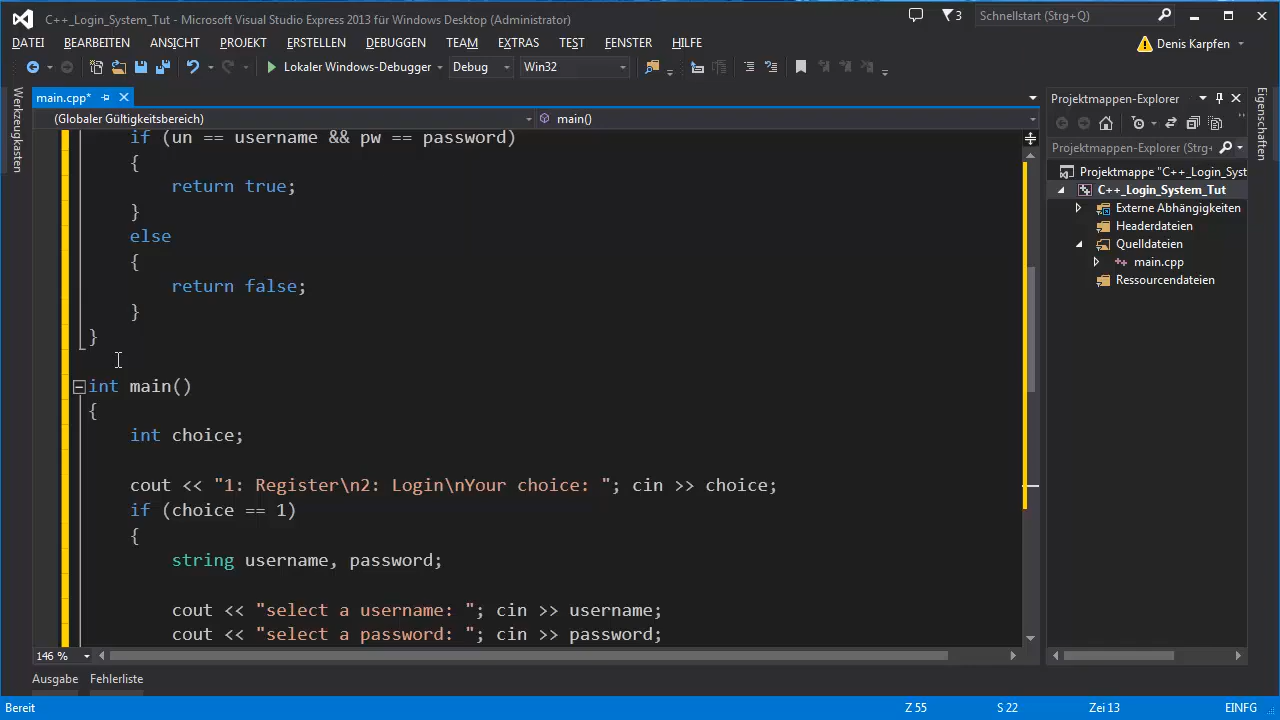 C++_Login_System_Tut - Microsoft Visual Studio Express 2013 für Windows Desktop (Administrator)
3
Schnellstart (Strg+Q)
DATEI BEARBEITEN ANSICHT PROJEKT ERSTELLEN DEBUGGEN TEAM EXTRAS TEST FENSTER HILFE
Denis Karpfen
Lokaler Windows-Debugger Debug Win32
Werkzeugkasten
main.cpp*
(Globaler Gültigkeitsbereich) main()
if (un == username && pw == password)
{
return true;
}
else
{
return false;
}
}
int main()
{
int choice;
cout << "1: Register\n2: Login\nYour choice: "; cin >> choice;
if (choice == 1)
{
string username, password;
cout << "select a username: "; cin >> username;
cout << "select a password: "; cin >> password;
146 %
Projektmappen-Explorer
Projektmappen-Explorer (Strg+
Projektmappe "C++_Login_Syst
C++_Login_System_Tut
Externe Abhängigkeiten
Headerdateien
Quelldateien
main.cpp
Ressourcendateien
Eigenschaften
Ausgabe Fehlerliste
Bereit Z 55 S 22 Zei 13 EINFG